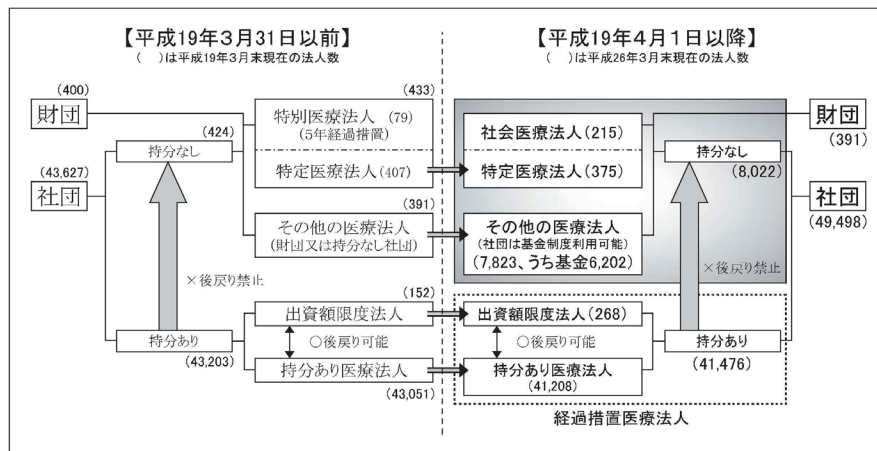 【平成19年3月31日以前】
(　)は平成19年3月末現在の法人数
(400)
財団
(43,627)
社団
(424)
持分なし
×後戻り禁止
持分あり
(43,203)
(433)
特別医療法人 (79)
(5年経過措置)
特定医療法人(407)
(391)
その他の医療法人
(財団又は持分なし社団)
(152)
出資額限度法人
○後戻り可能
持分あり医療法人
(43,051)
【平成19年4月1日以降】
(　)は平成26年3月末現在の法人数
社会医療法人(215)
特定医療法人(375)
その他の医療法人
(社団は基金制度利用可能)
(7,823、うち基金6,202)
出資額限度法人(268)
○後戻り可能
持分あり医療法人
(41,208)
持分なし
(8,022)
×後戻り禁止
持分あり
(41,476)
財団
(391)
社団
(49,498)
経過措置医療法人